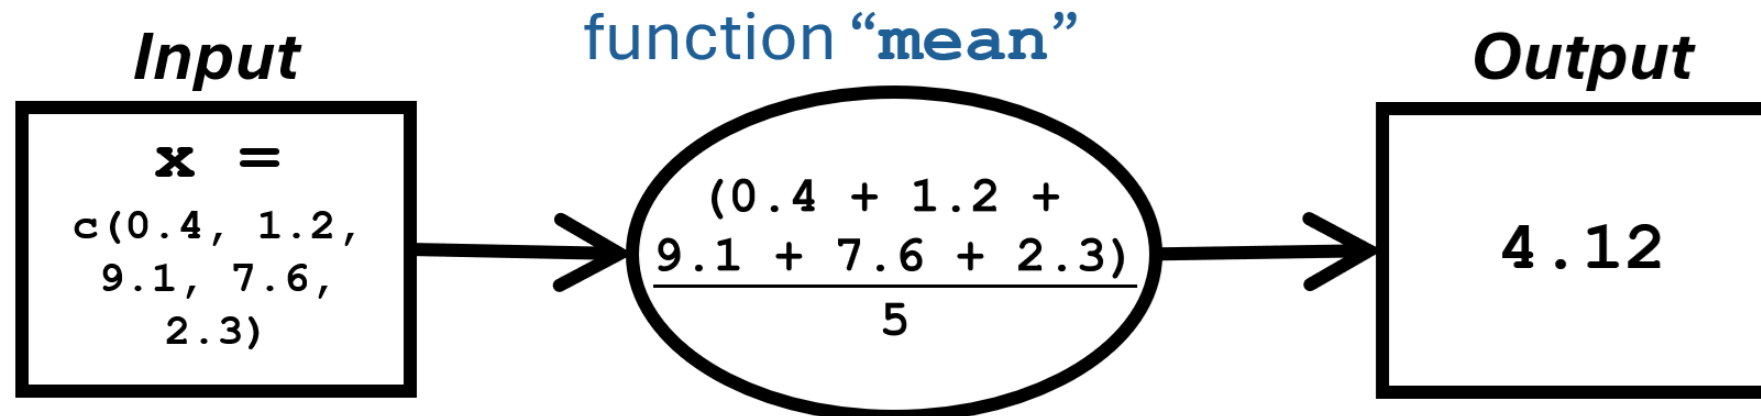 Input
function “mean”
Output
x =
c(0.4, 1.2,
9.1, 7.6,
2.3)
(0.4 + 1.2 +
9.1 + 7.6 + 2.3)
5
4.12